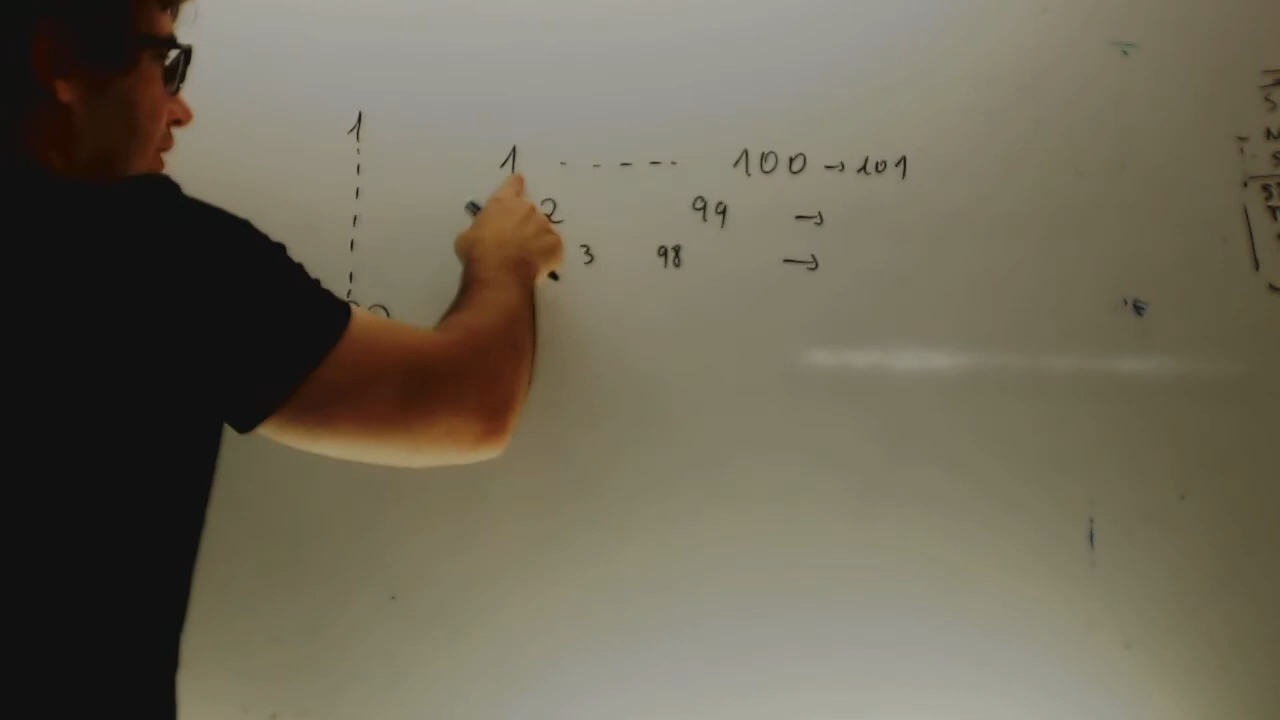 1
1 ----- 100 → 101
2 99 →
3 98 →